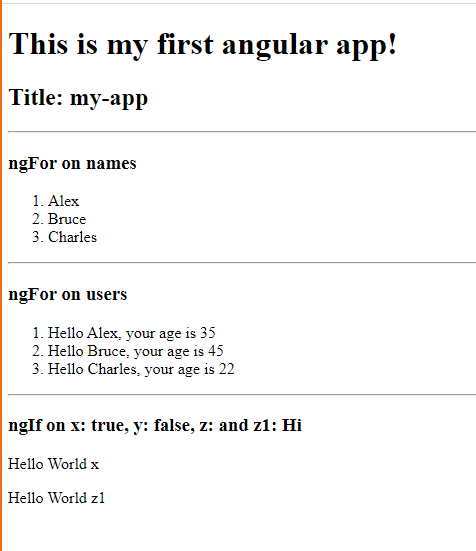 This is my first angular app!
Title: my-app
ngFor on names
1. Alex
2. Bruce
3. Charles
ngFor on users
1. Hello Alex, your age is 35
2. Hello Bruce, your age is 45
3. Hello Charles, your age is 22
ngIf on x: true, y: false, z: and z1: Hi
Hello World x
Hello World z1